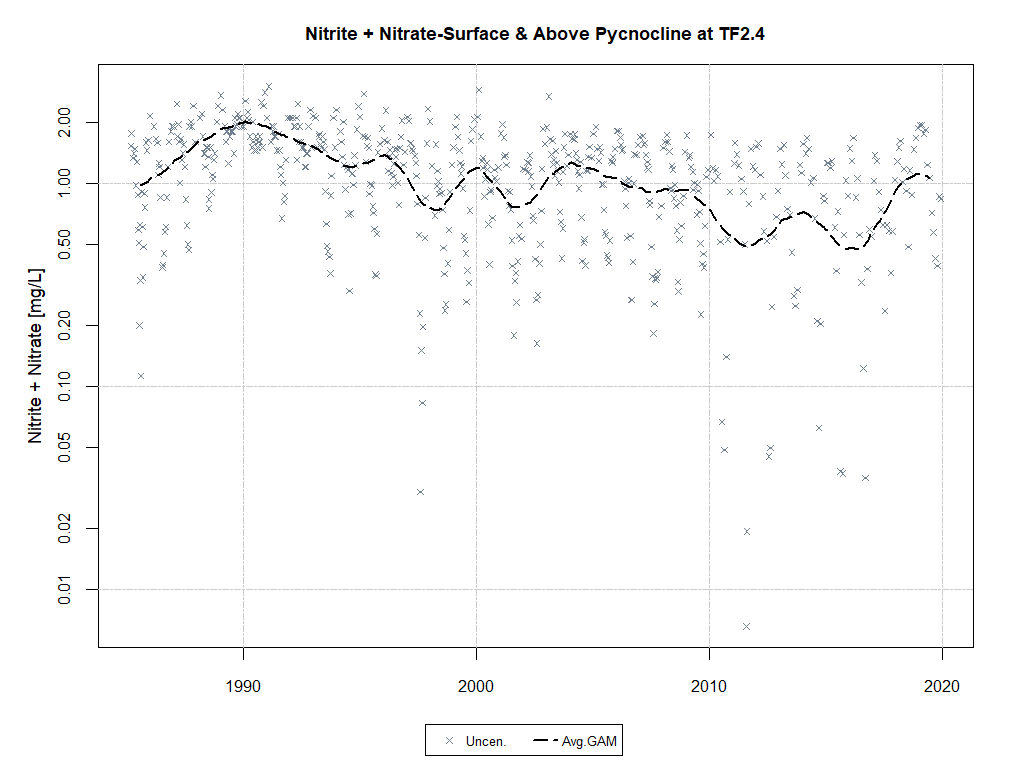 Nitrite + Nitrate-Surface & Above Pycnocline at TF2.4
Nitrite + Nitrate [mg/L]
2.00
1.00
0.50
0.20
0.10
0.05
0.02
0.01
1990 2000 2010 2020
Uncen. Avg.GAM